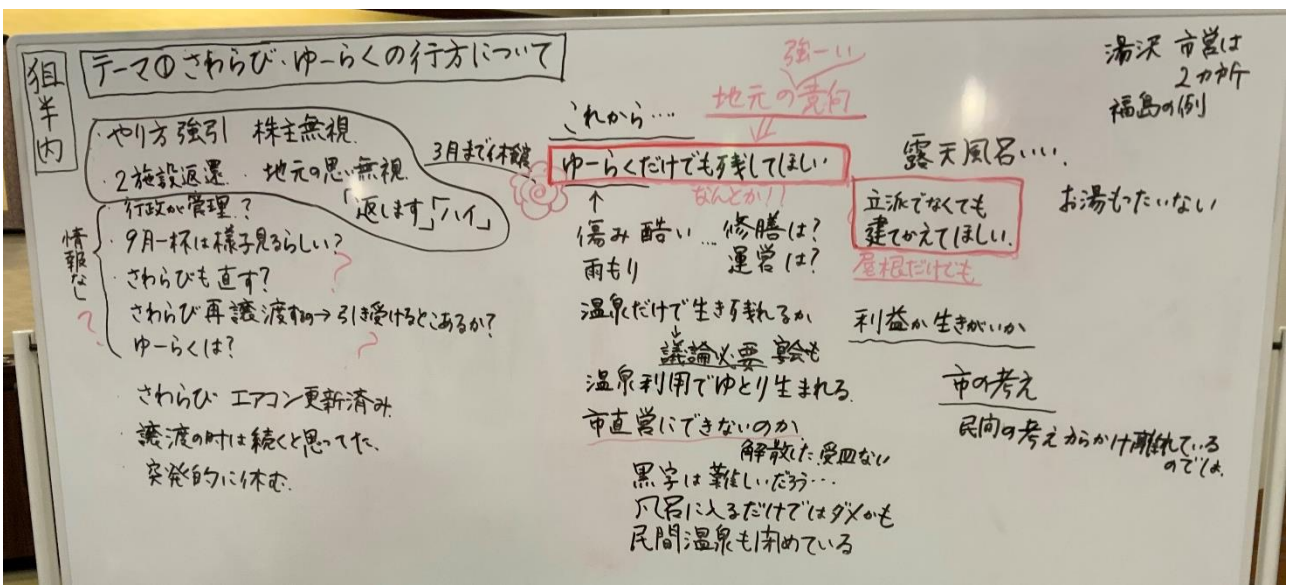 狙半内
テーマ① さわらび・ゆーらくの行方について
・やり方強引 株主無視
・2施設返還 ・地元の思い無視
「返します」「ハイ」
情報なし?
・行政が管理?
・9月一杯は様子見るらしい?
・さわらびも直す?
・さわらび再譲渡するの→引き受けるとこあるか?
・ゆーらくは?
・さわらび エアコン更新済み
・譲渡の時は続くと思ってた。
・突発的に休む。
これから…
強ーい
地元の意向
3月まで休館
ゆーらくだけでも残してほしい
なんとか!!
傷み酷い… 修膳は?
雨もり 運営は?
温泉だけで生き残れるか
議論必要 宴会も
温泉利用でゆとり生まれる。
市直営にできないのか
解散した 受皿ない
黒字は難しいだろう…
風呂に入るだけではダメかも
民間温泉も閉めている
湯沢 市営は
2カ所
福島の例
露天風呂いい、
立派でなくても
建てかえてほしい。
屋根だけでも
お湯もったいない
利益か生きがいか
市の考え
民間の考えからかけ離れている
のでは。